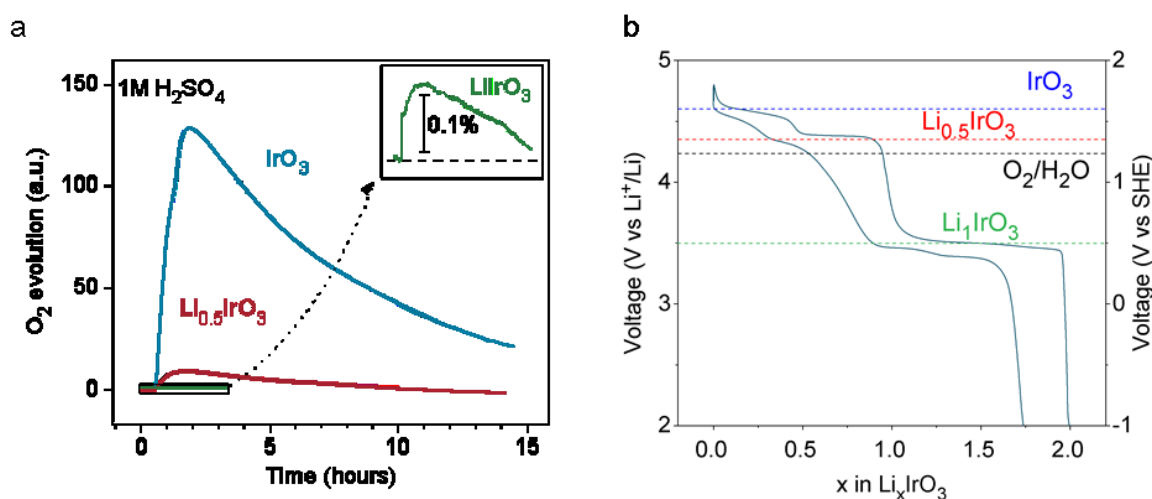 a
1M H₂SO₄
LiIrO₃
0.1%
IrO₃
Li₀.₅IrO₃
O₂ evolution (a.u.)
150
100
50
0
0
5
10
15
Time (hours)
b
IrO₃
Li₀.₅IrO₃
O₂/H₂O
Li₁IrO₃
Voltage (V vs Li⁺/Li)
5
4
3
2
Voltage (V vs SHE)
2
1
0
-1
0.0
0.5
1.0
1.5
2.0
x in LiₓIrO₃